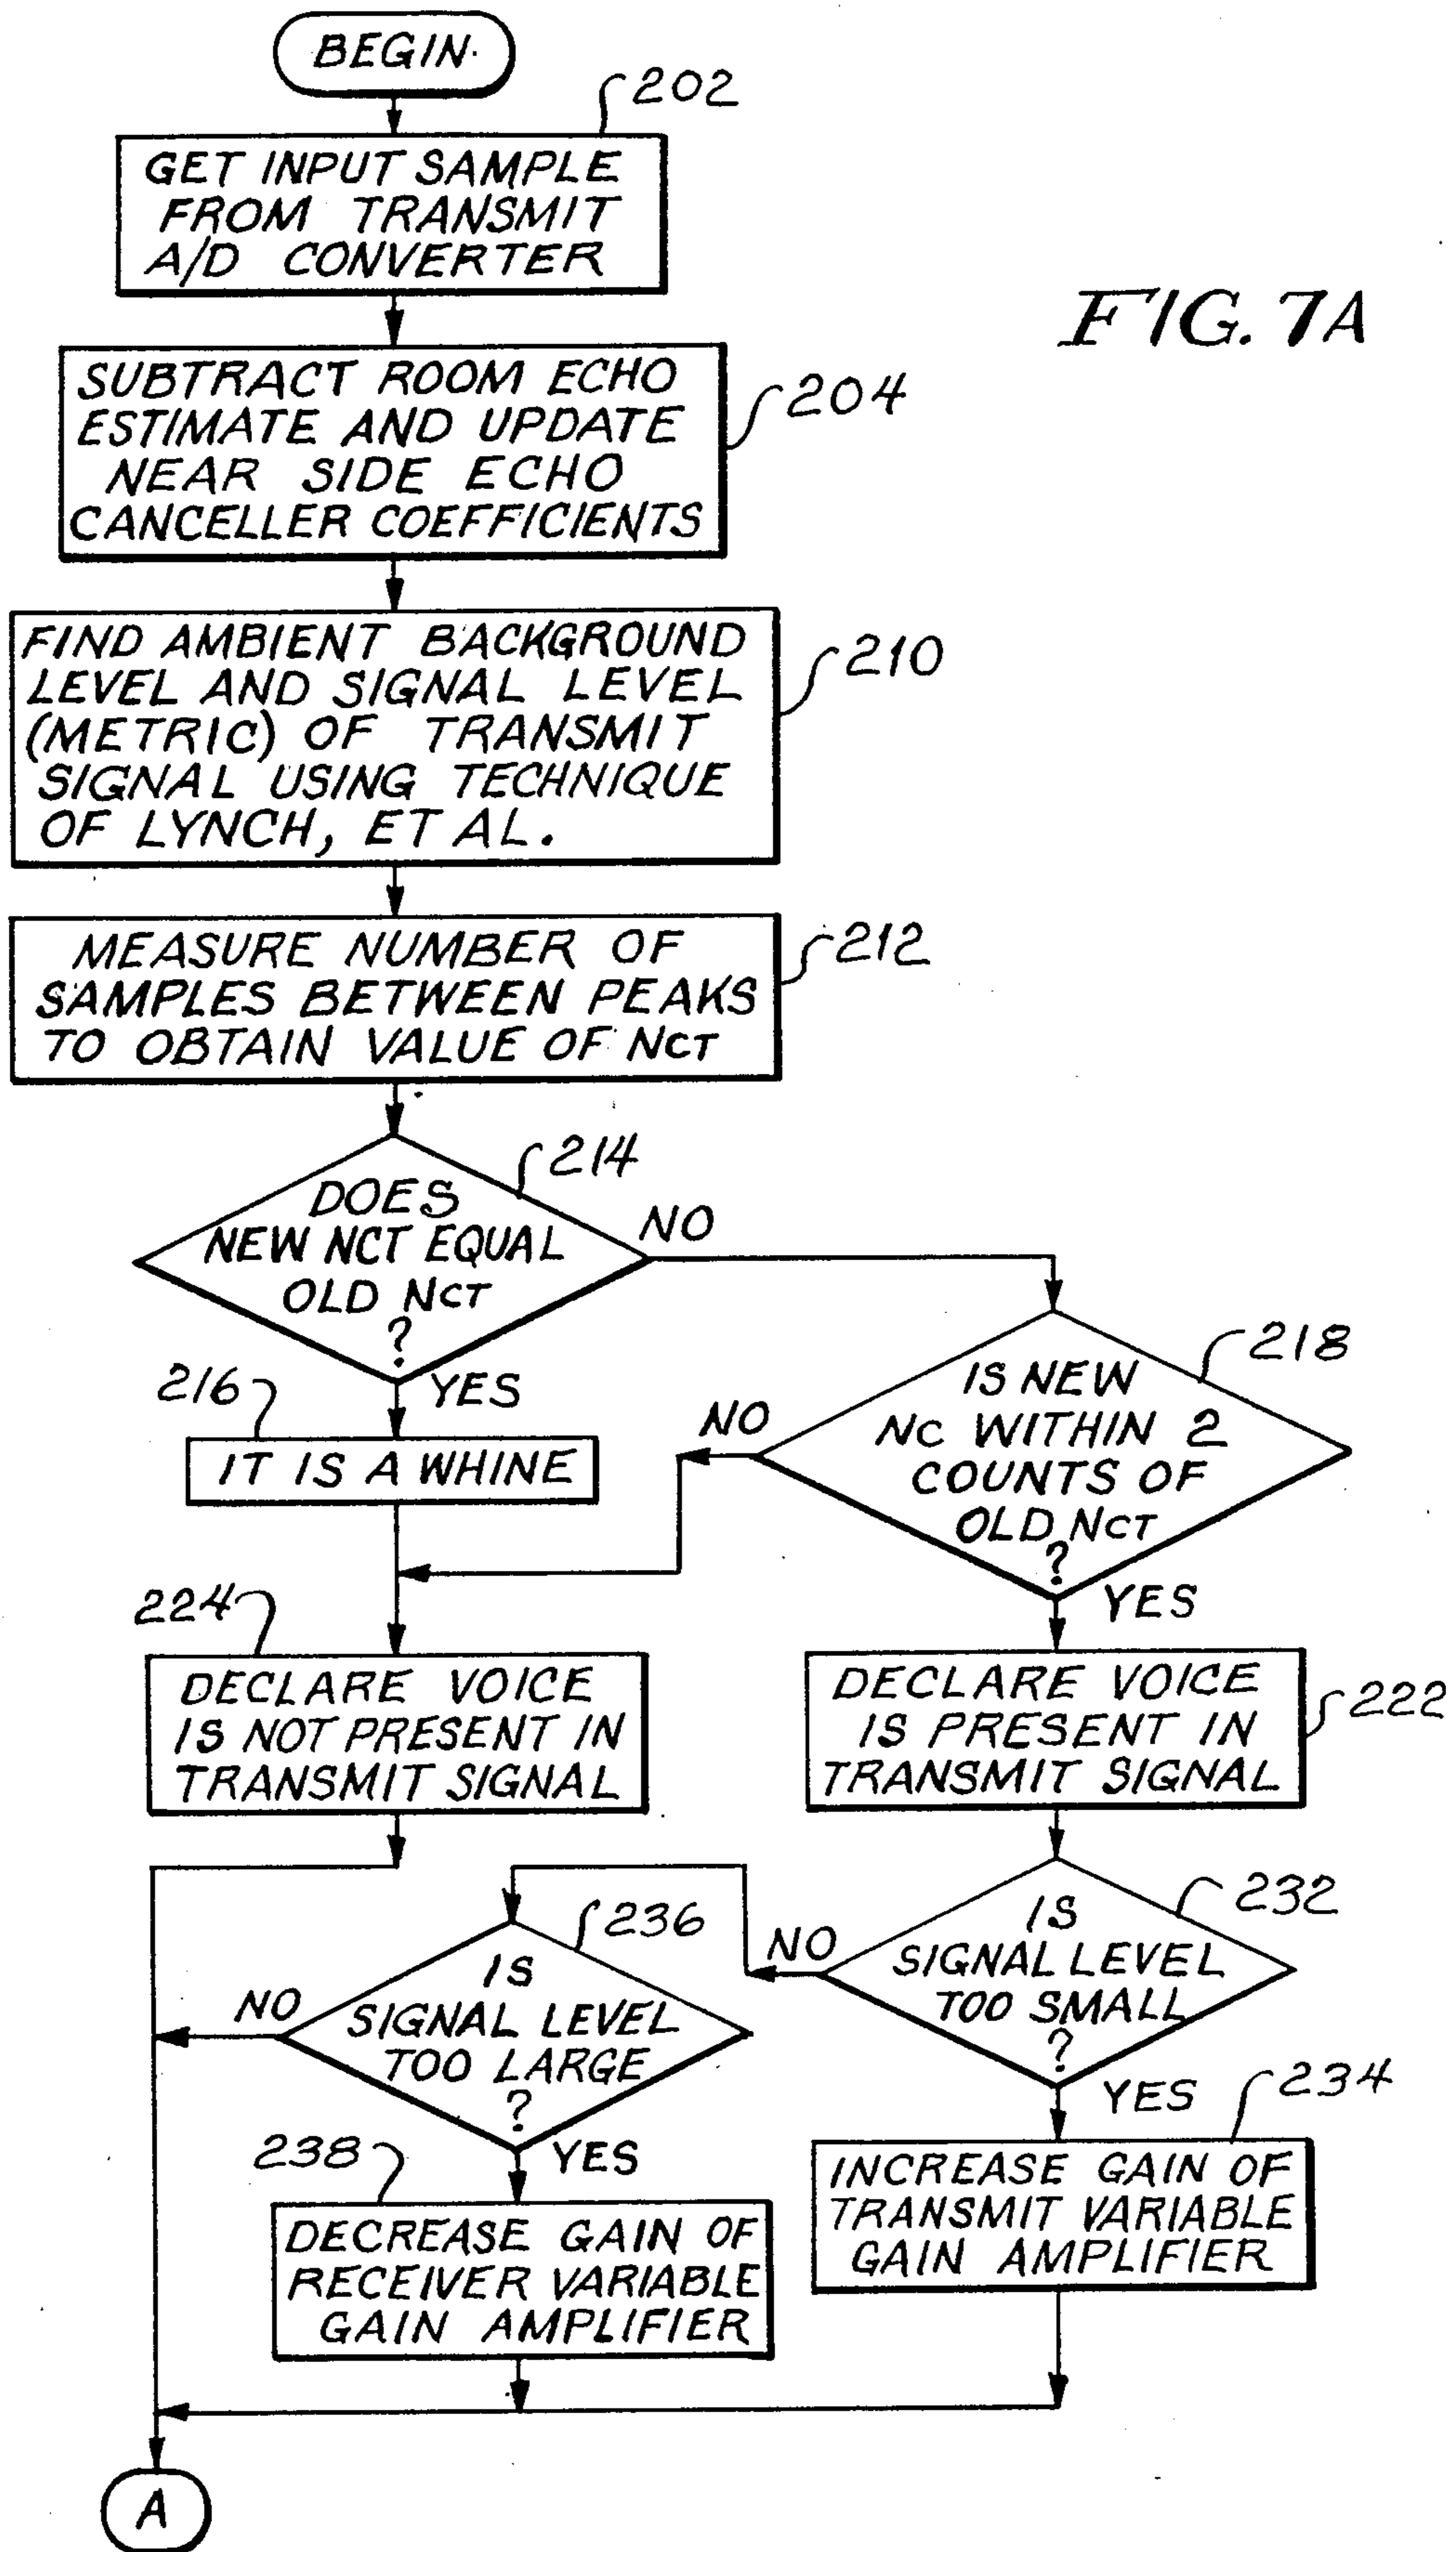 BEGIN
202
GET INPUT SAMPLE
FROM TRANSMIT
A/D CONVERTER
FIG. 7A
SUBTRACT ROOM ECHO
ESTIMATE AND UPDATE
NEAR SIDE ECHO
CANCELLER COEFFICIENTS
204
FIND AMBIENT BACKGROUND
LEVEL AND SIGNAL LEVEL
(METRIC) OF TRANSMIT
SIGNAL USING TECHNIQUE
OF LYNCH, ET AL.
210
MEASURE NUMBER OF
SAMPLES BETWEEN PEAKS
TO OBTAIN VALUE OF NCT
212
214
DOES
NEW NCT EQUAL
OLD NCT
?
NO
YES
216
IT IS A WHINE
218
IS NEW
NC WITHIN 2
COUNTS OF
OLD NCT
?
NO
YES
224
DECLARE VOICE
IS NOT PRESENT IN
TRANSMIT SIGNAL
DECLARE VOICE
IS PRESENT IN
TRANSMIT SIGNAL
222
232
IS
SIGNAL LEVEL
TOO SMALL
?
NO
YES
236
IS
SIGNAL LEVEL
TOO LARGE
?
NO
YES
234
INCREASE GAIN OF
TRANSMIT VARIABLE
GAIN AMPLIFIER
238
DECREASE GAIN OF
RECEIVER VARIABLE
GAIN AMPLIFIER
A